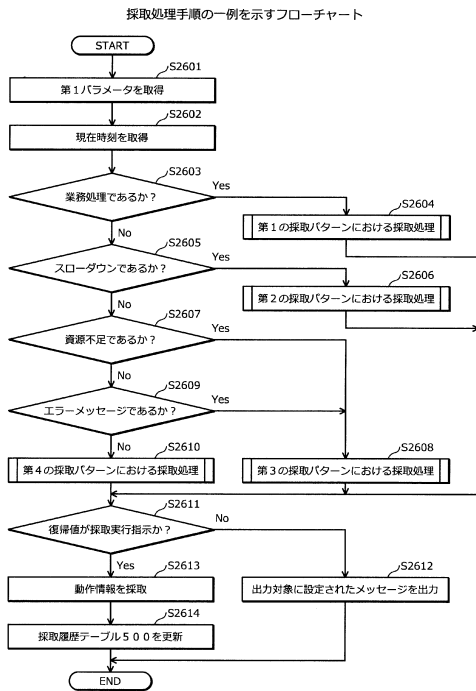 採取処理手順の一例を示すフローチャート
START
S2601
第１パラメータを取得
S2602
現在時刻を取得
S2603
業務処理であるか？
Yes
No
S2604
第１の採取パターンにおける採取処理
S2605
スローダウンであるか？
Yes
No
S2606
第２の採取パターンにおける採取処理
S2607
資源不足であるか？
Yes
No
S2609
エラーメッセージであるか？
Yes
No
S2610
第４の採取パターンにおける採取処理
S2608
第３の採取パターンにおける採取処理
S2611
復帰値が採取実行指示か？
No
Yes
S2613
動作情報を採取
S2612
出力対象に設定されたメッセージを出力
S2614
採取履歴テーブル５００を更新
END